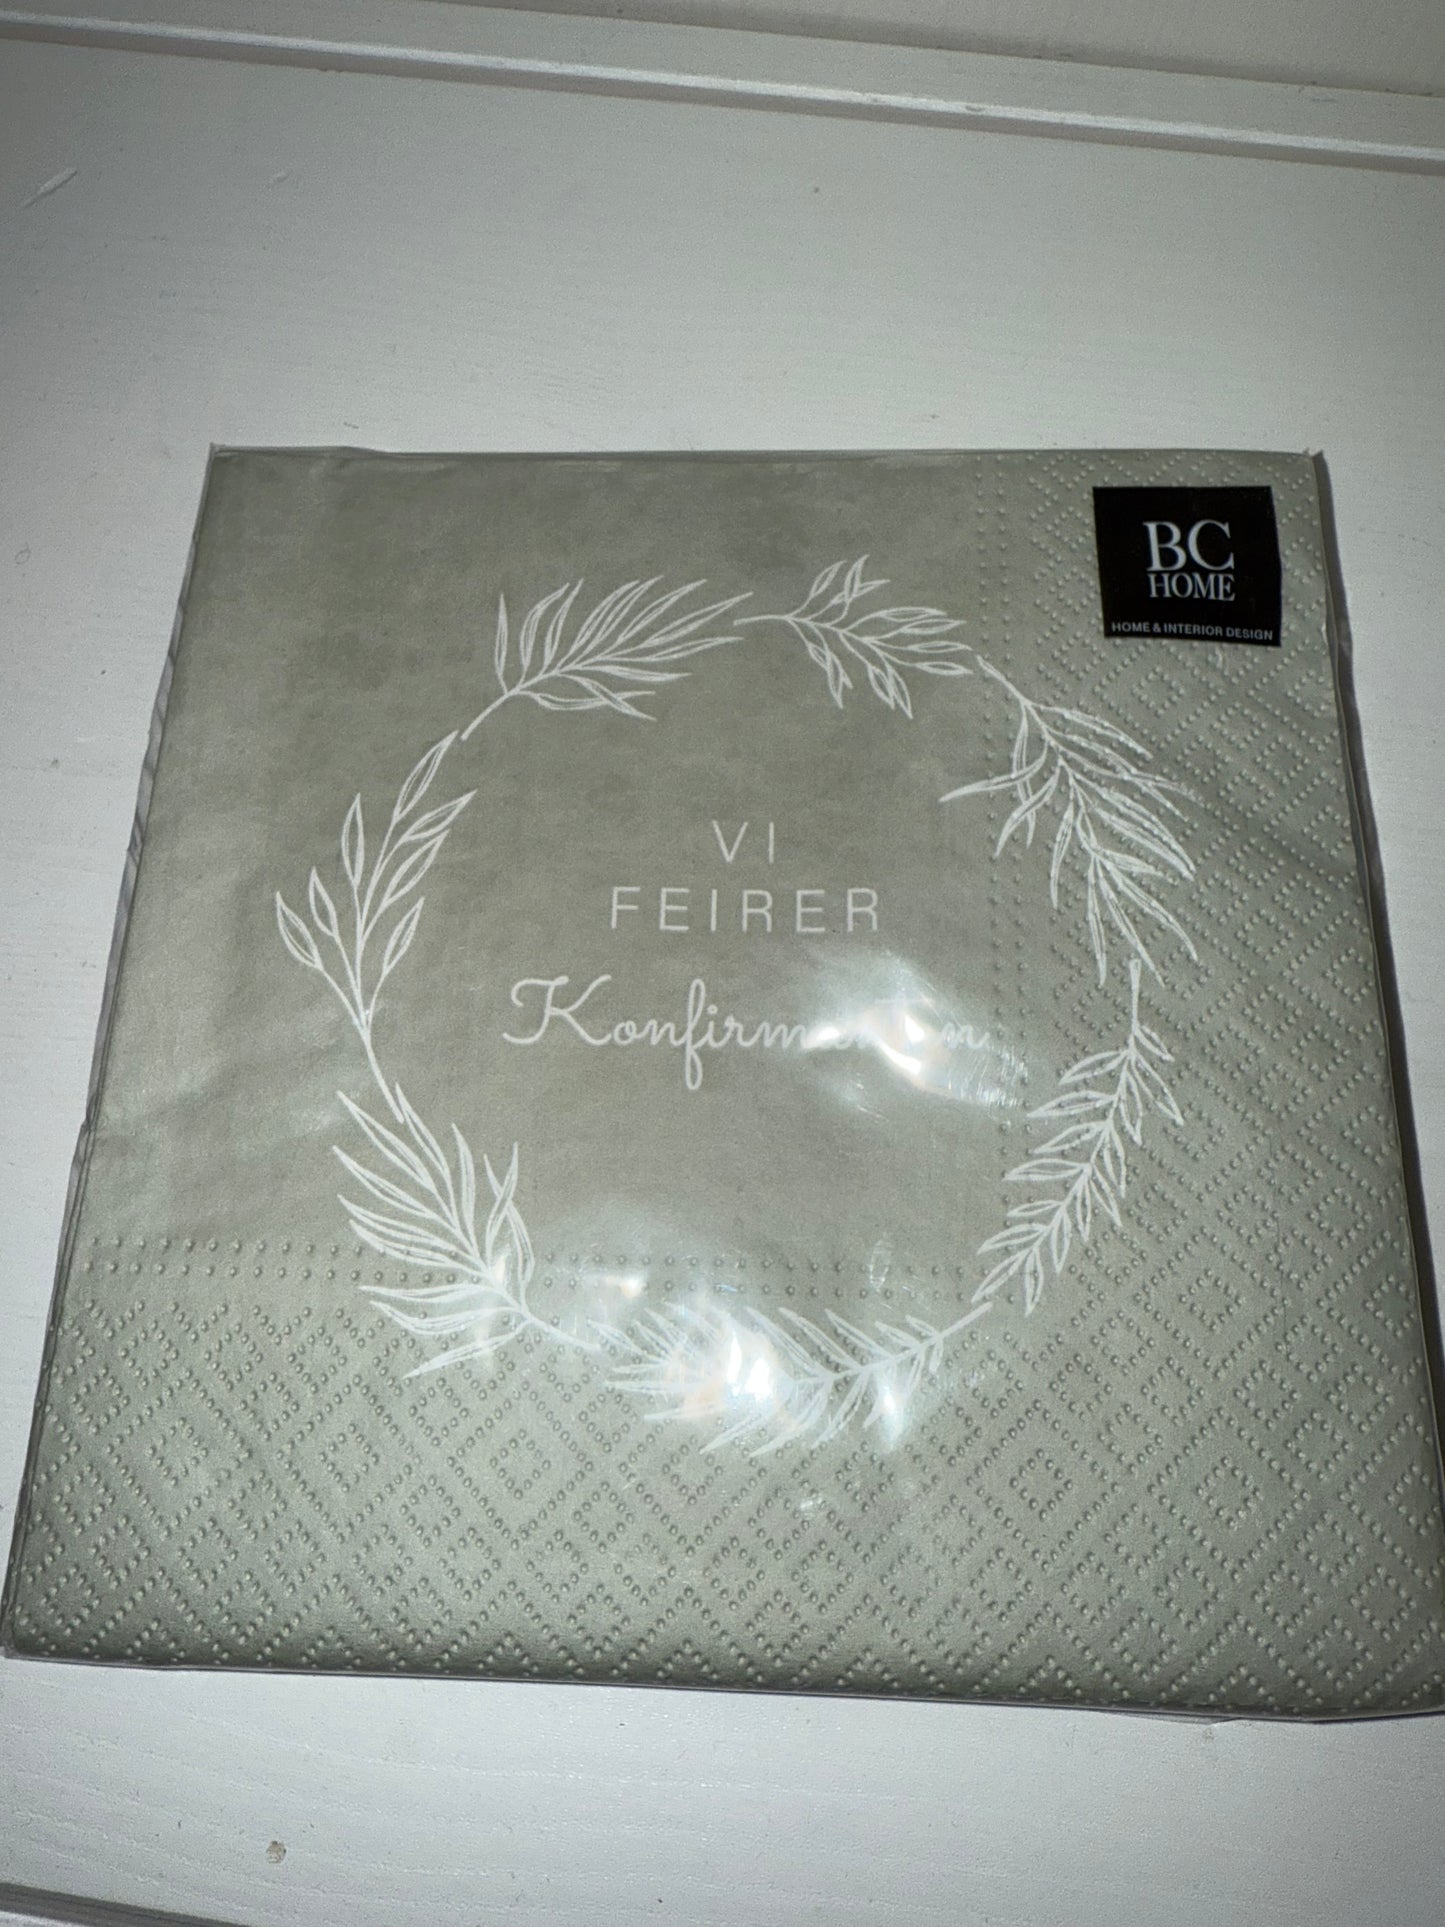 BC
HOME
HOME & INTERIOR DESIGN
VI
FEIRER